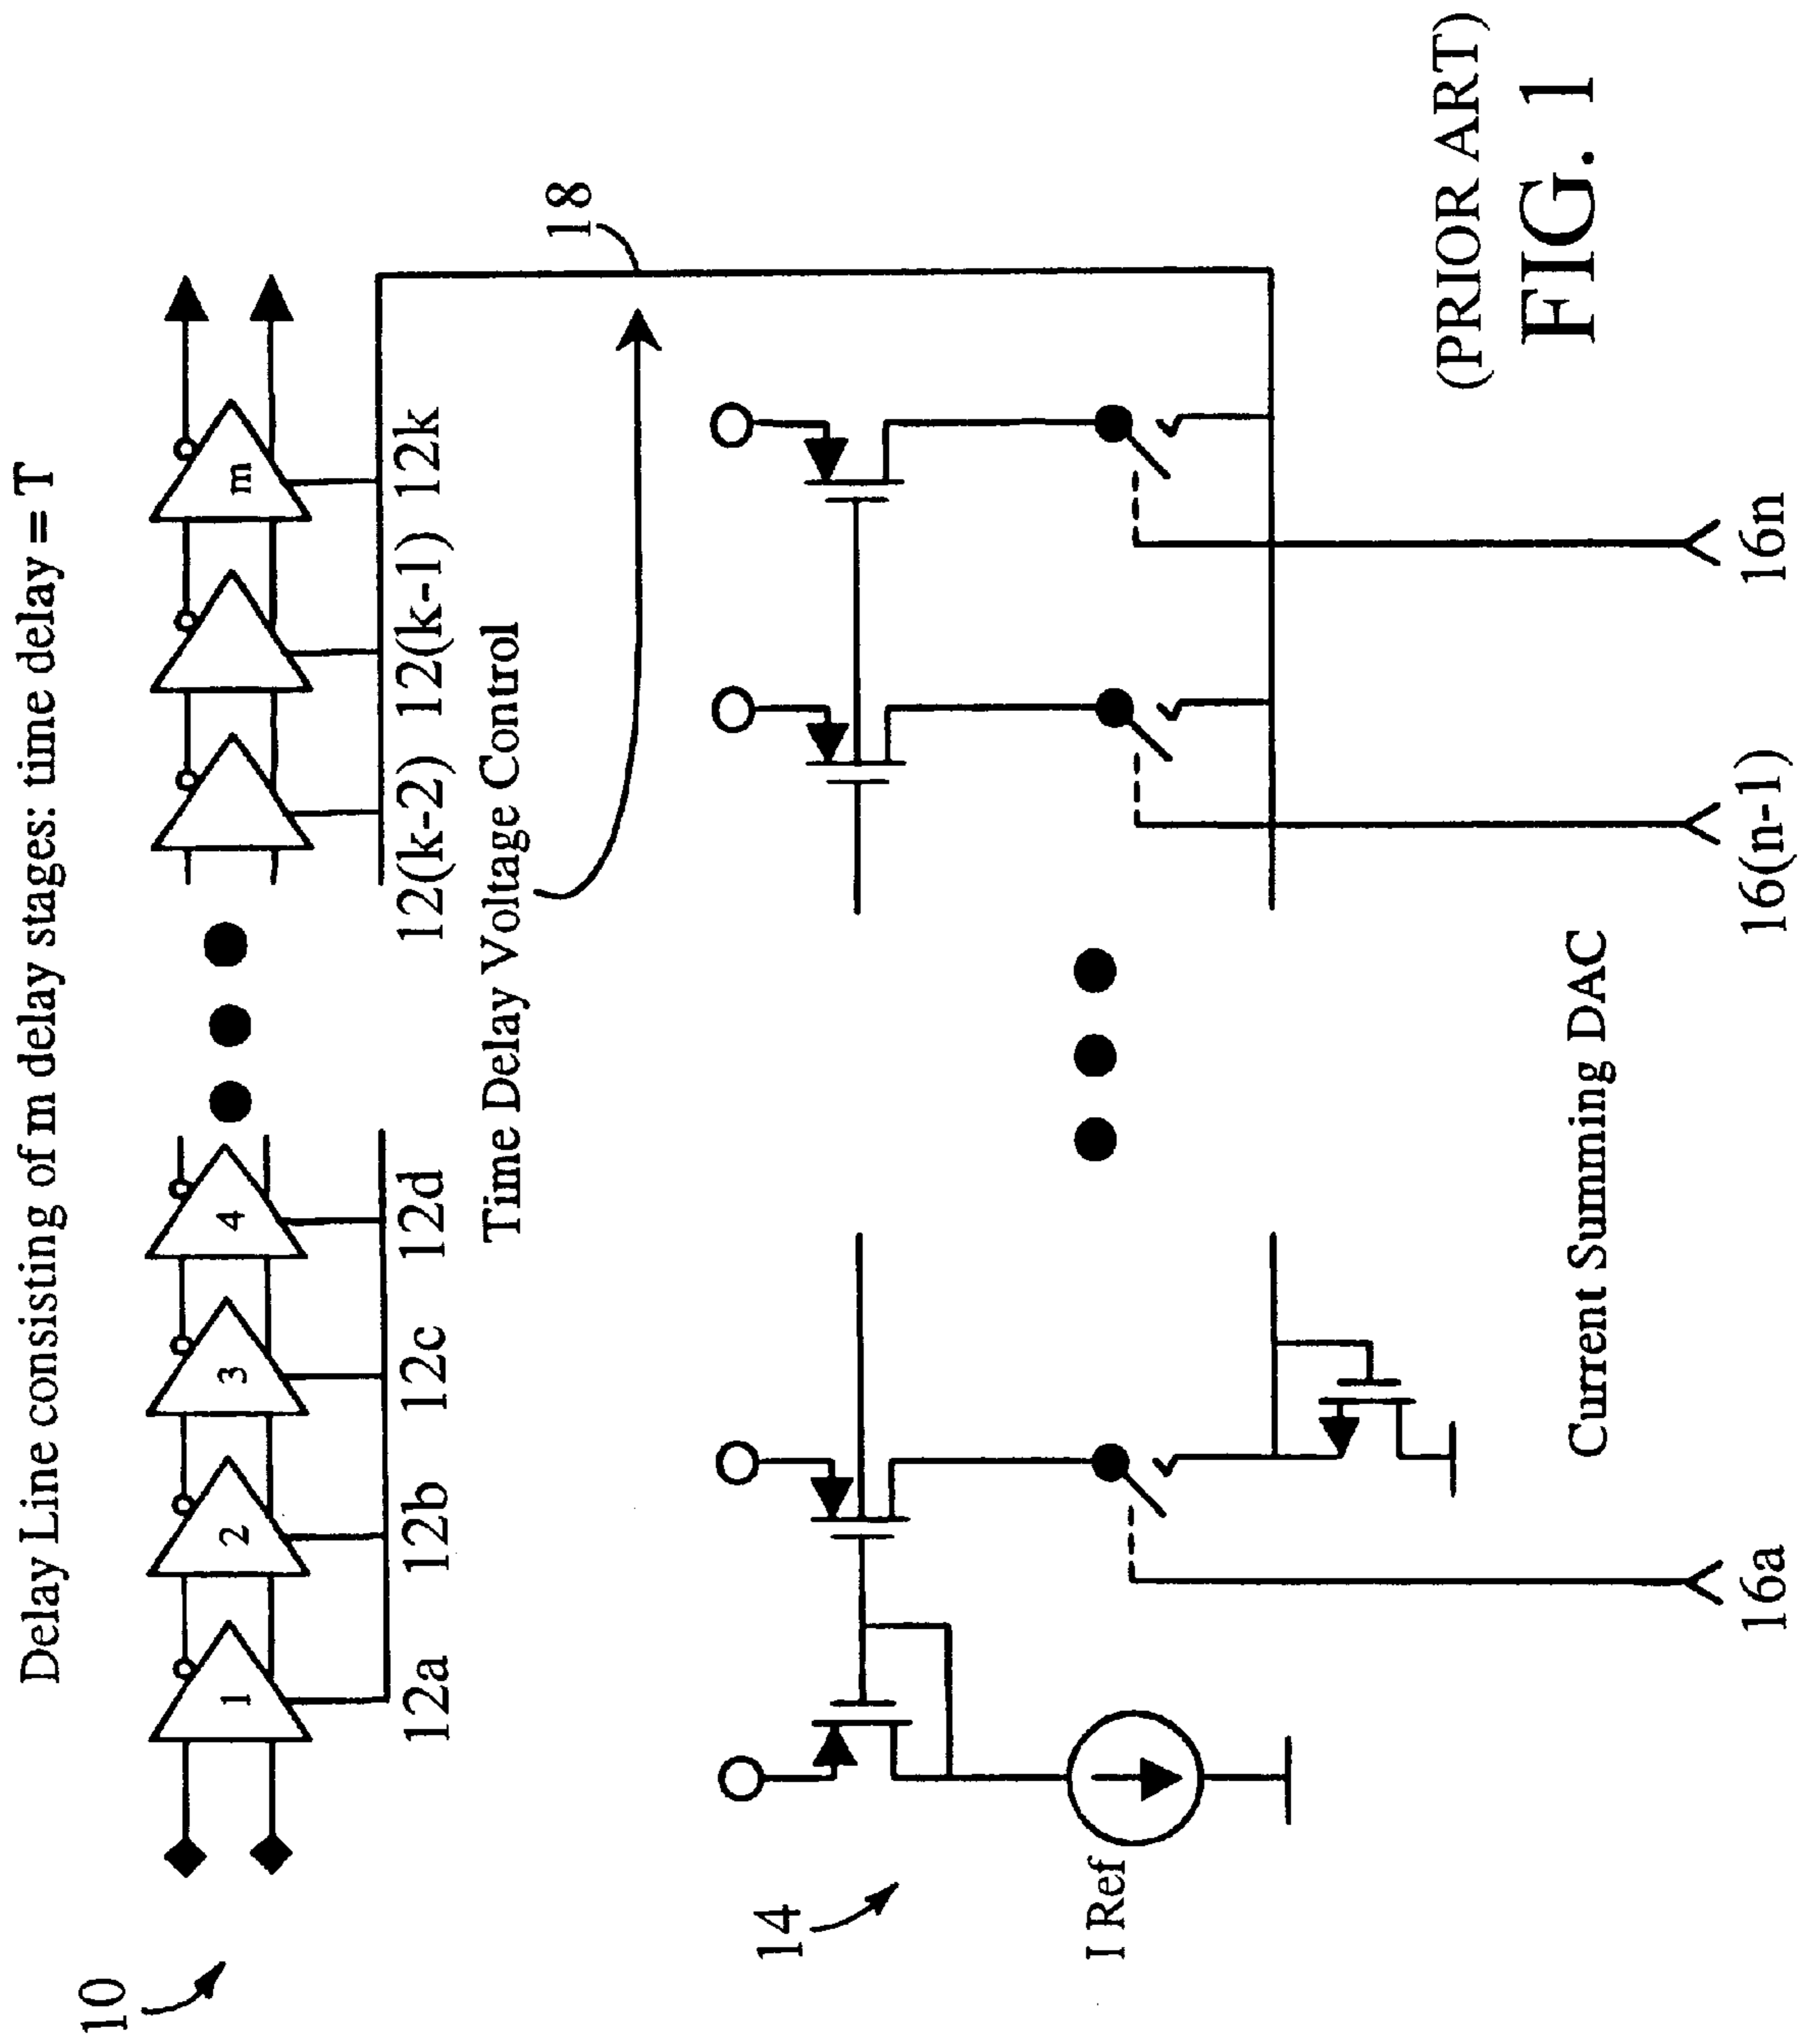 Delay Line consisting of m delay stages: time delay = T
10
1
2
3
4
m
12a
12b
12c
12d
12(k-2)
12(k-1)
12k
Time Delay Voltage Control
18
14
I Ref
Current Summing DAC
16a
16(n-1)
16n
(PRIOR ART)
FIG. 1